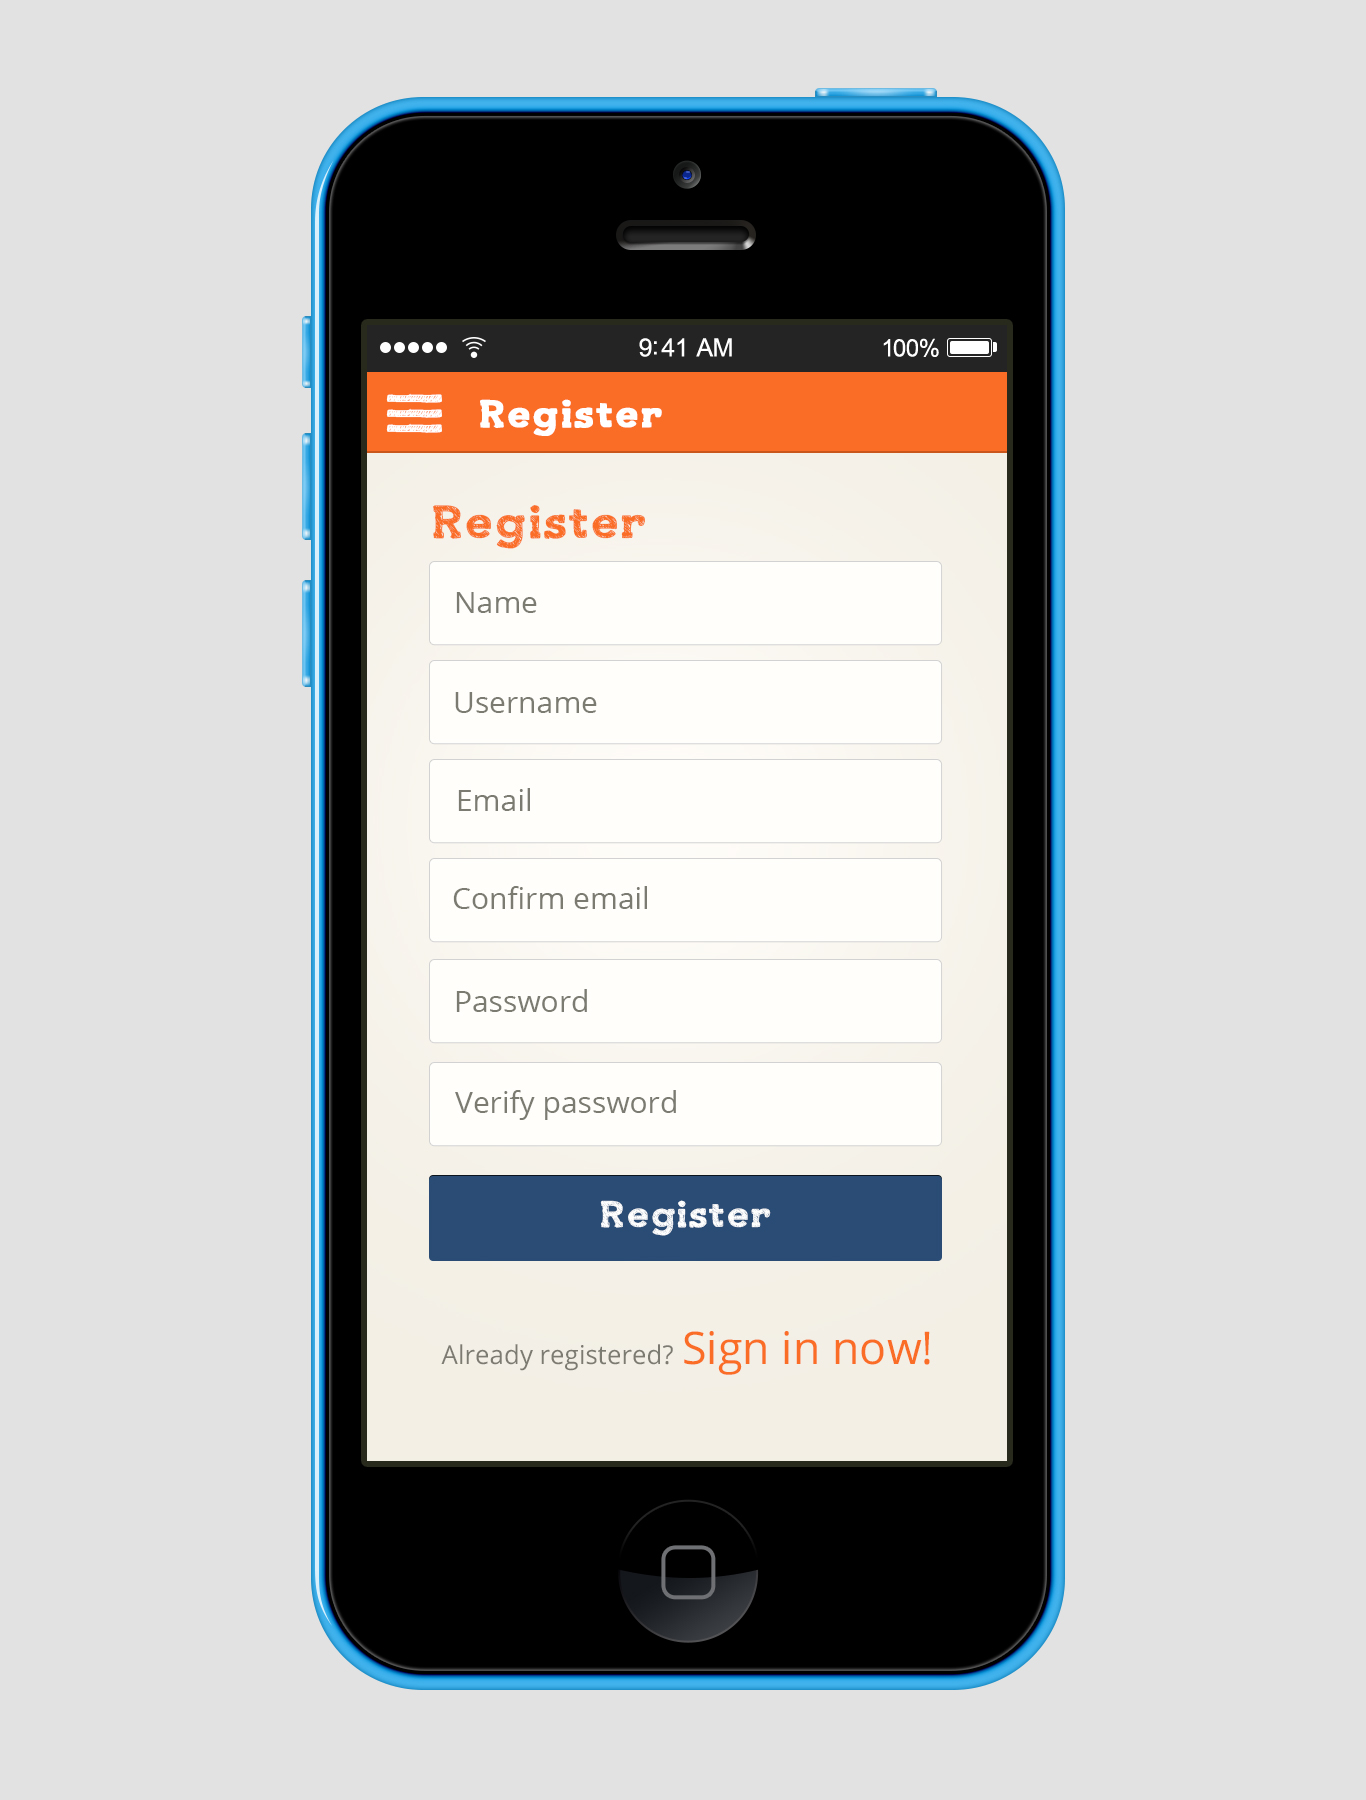 9:41 AM 100%
Register
Register
Name
Username
Email
Confirm email
Password
Verify password
Register
Already registered? Sign in now!